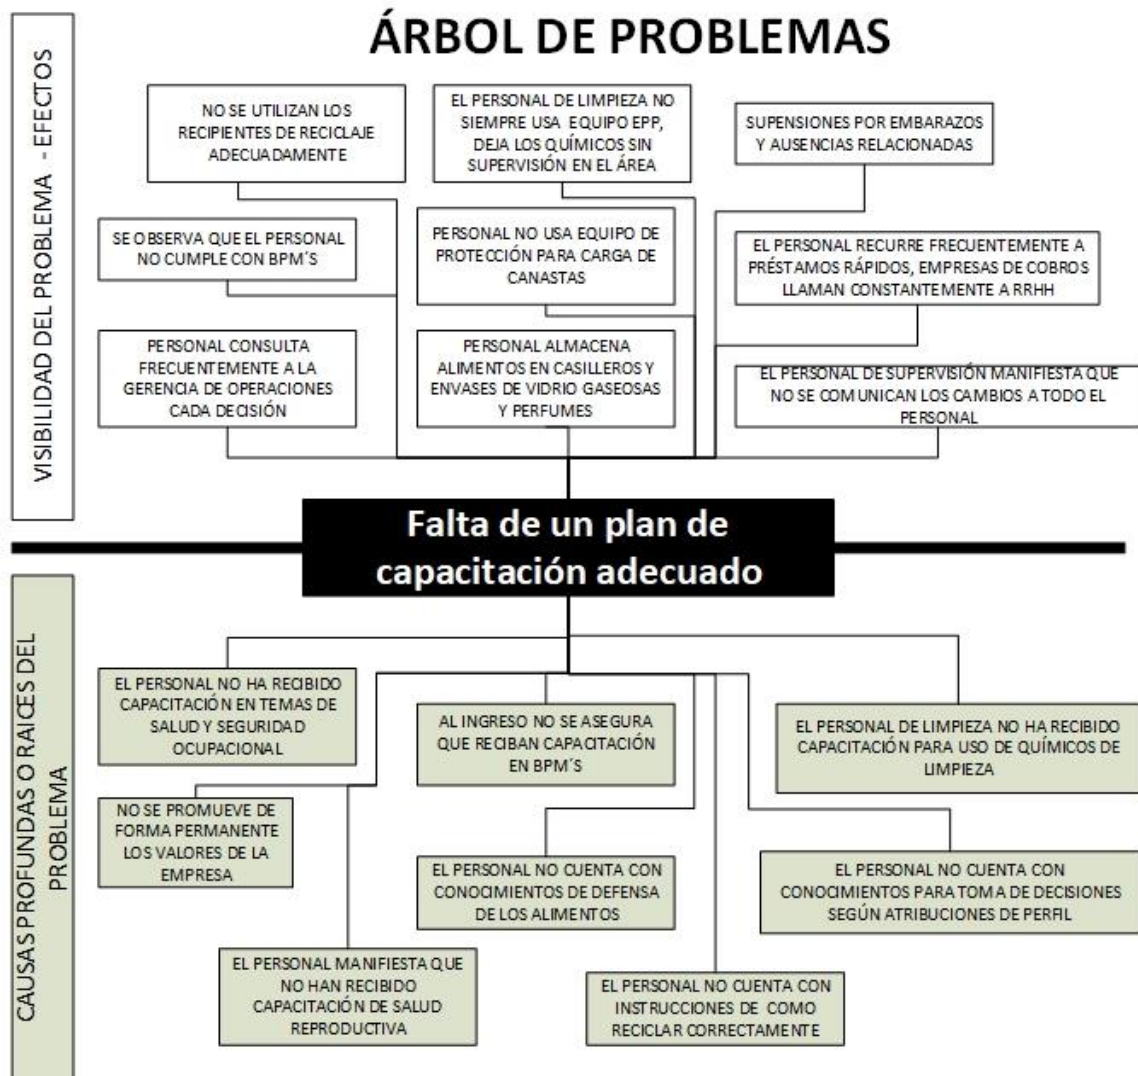 ÁRBOL DE PROBLEMAS
VISIBILIDAD DEL PROBLEMA - EFECTOS
NO SE UTILIZAN LOS
RECIPIENTES DE RECICLAJE
ADECUADAMENTE
EL PERSONAL DE LIMPIEZA NO
SIEMPRE USA EQUIPO EPP,
DEJA LOS QUÍMICOS SIN
SUPERVISIÓN EN EL ÁREA
SUPENSIONES POR EMBARAZOS
Y AUSENCIAS RELACIONADAS
SE OBSERVA QUE EL PERSONAL
NO CUMPLE CON BPM´S
PERSONAL NO USA EQUIPO DE
PROTECCIÓN PARA CARGA DE
CANASTAS
EL PERSONAL RECURRE FRECUENTEMENTE A
PRÉSTAMOS RÁPIDOS, EMPRESAS DE COBROS
LLAMAN CONSTANTEMENTE A RRHH
PERSONAL CONSULTA
FRECUENTEMENTE A LA
GERENCIA DE OPERACIONES
CADA DECISIÓN
PERSONAL ALMACENA
ALIMENTOS EN CASILLEROS Y
ENVASES DE VIDRIO GASEOSAS
Y PERFUMES
EL PERSONAL DE SUPERVISIÓN MANIFIESTA QUE
NO SE COMUNICAN LOS CAMBIOS A TODO EL
PERSONAL
Falta de un plan de
capacitación adecuado
CAUSAS PROFUNDAS O RAICES DEL
PROBLEMA
EL PERSONAL NO HA RECIBIDO
CAPACITACIÓN EN TEMAS DE
SALUD Y SEGURIDAD
OCUPACIONAL
AL INGRESO NO SE ASEGURA
QUE RECIBAN CAPACITACIÓN
EN BPM´S
EL PERSONAL DE LIMPIEZA NO HA RECIBIDO
CAPACITACIÓN PARA USO DE QUÍMICOS DE
LIMPIEZA
NO SE PROMUEVE DE
FORMA PERMANENTE
LOS VALORES DE LA
EMPRESA
EL PERSONAL NO CUENTA CON
CONOCIMIENTOS DE DEFENSA
DE LOS ALIMENTOS
EL PERSONAL NO CUENTA CON
CONOCIMIENTOS PARA TOMA DE DECISIONES
SEGÚN ATRIBUCIONES DE PERFIL
EL PERSONAL MANIFIESTA QUE
NO HAN RECIBIDO
CAPACITACIÓN DE SALUD
REPRODUCTIVA
EL PERSONAL NO CUENTA CON
INSTRUCCIONES DE COMO
RECICLAR CORRECTAMENTE